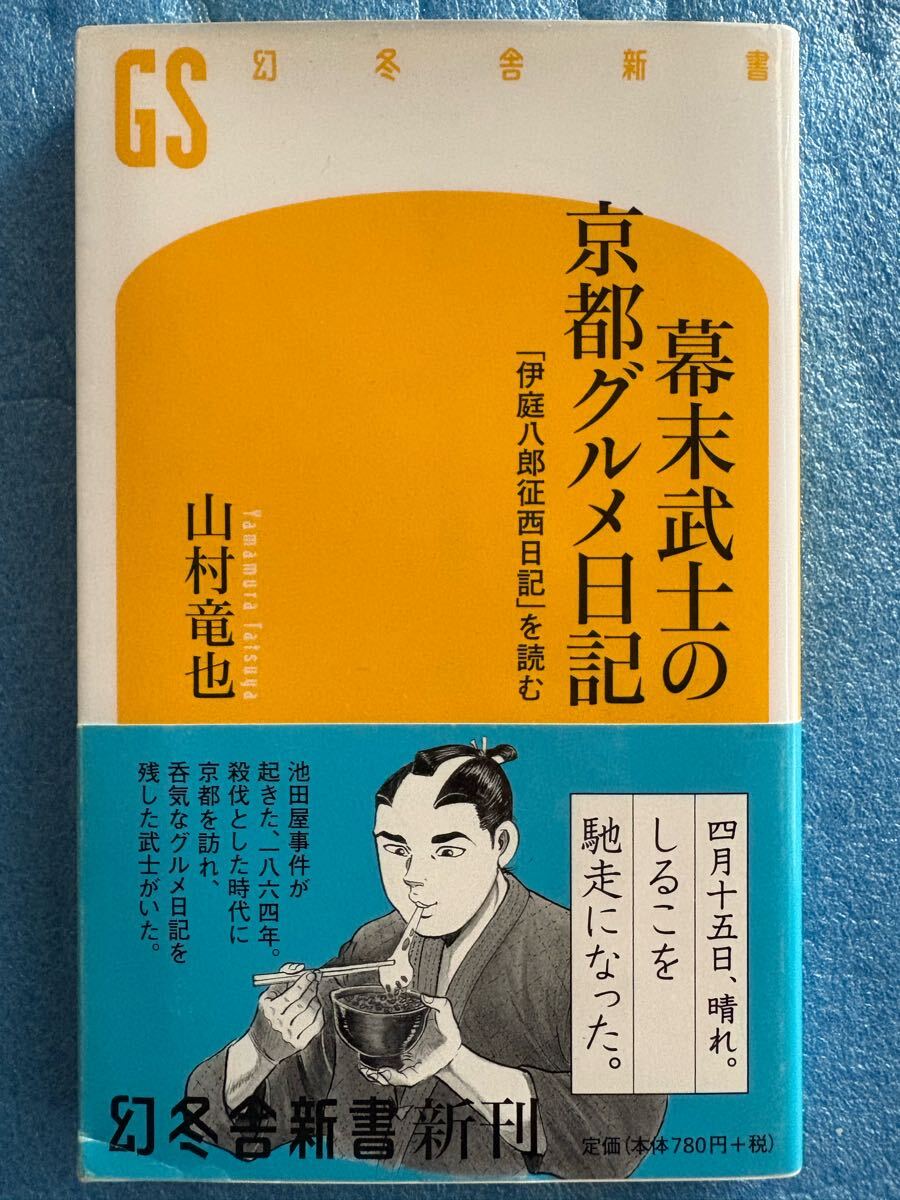 GS
幻冬舎新書
幕末武士の
京都グルメ日記
「伊庭八郎征西日記」を読む
Yamamura Tatsuya
山村竜也
四月十五日、晴れ。
しるこを
馳走になった。
池田屋事件が
起きた、一八六四年。
殺伐とした時代に
京都を訪れ、
呑気なグルメ日記を
残した武士がいた。
幻冬舎新書 新刊
定価(本体780円+税)